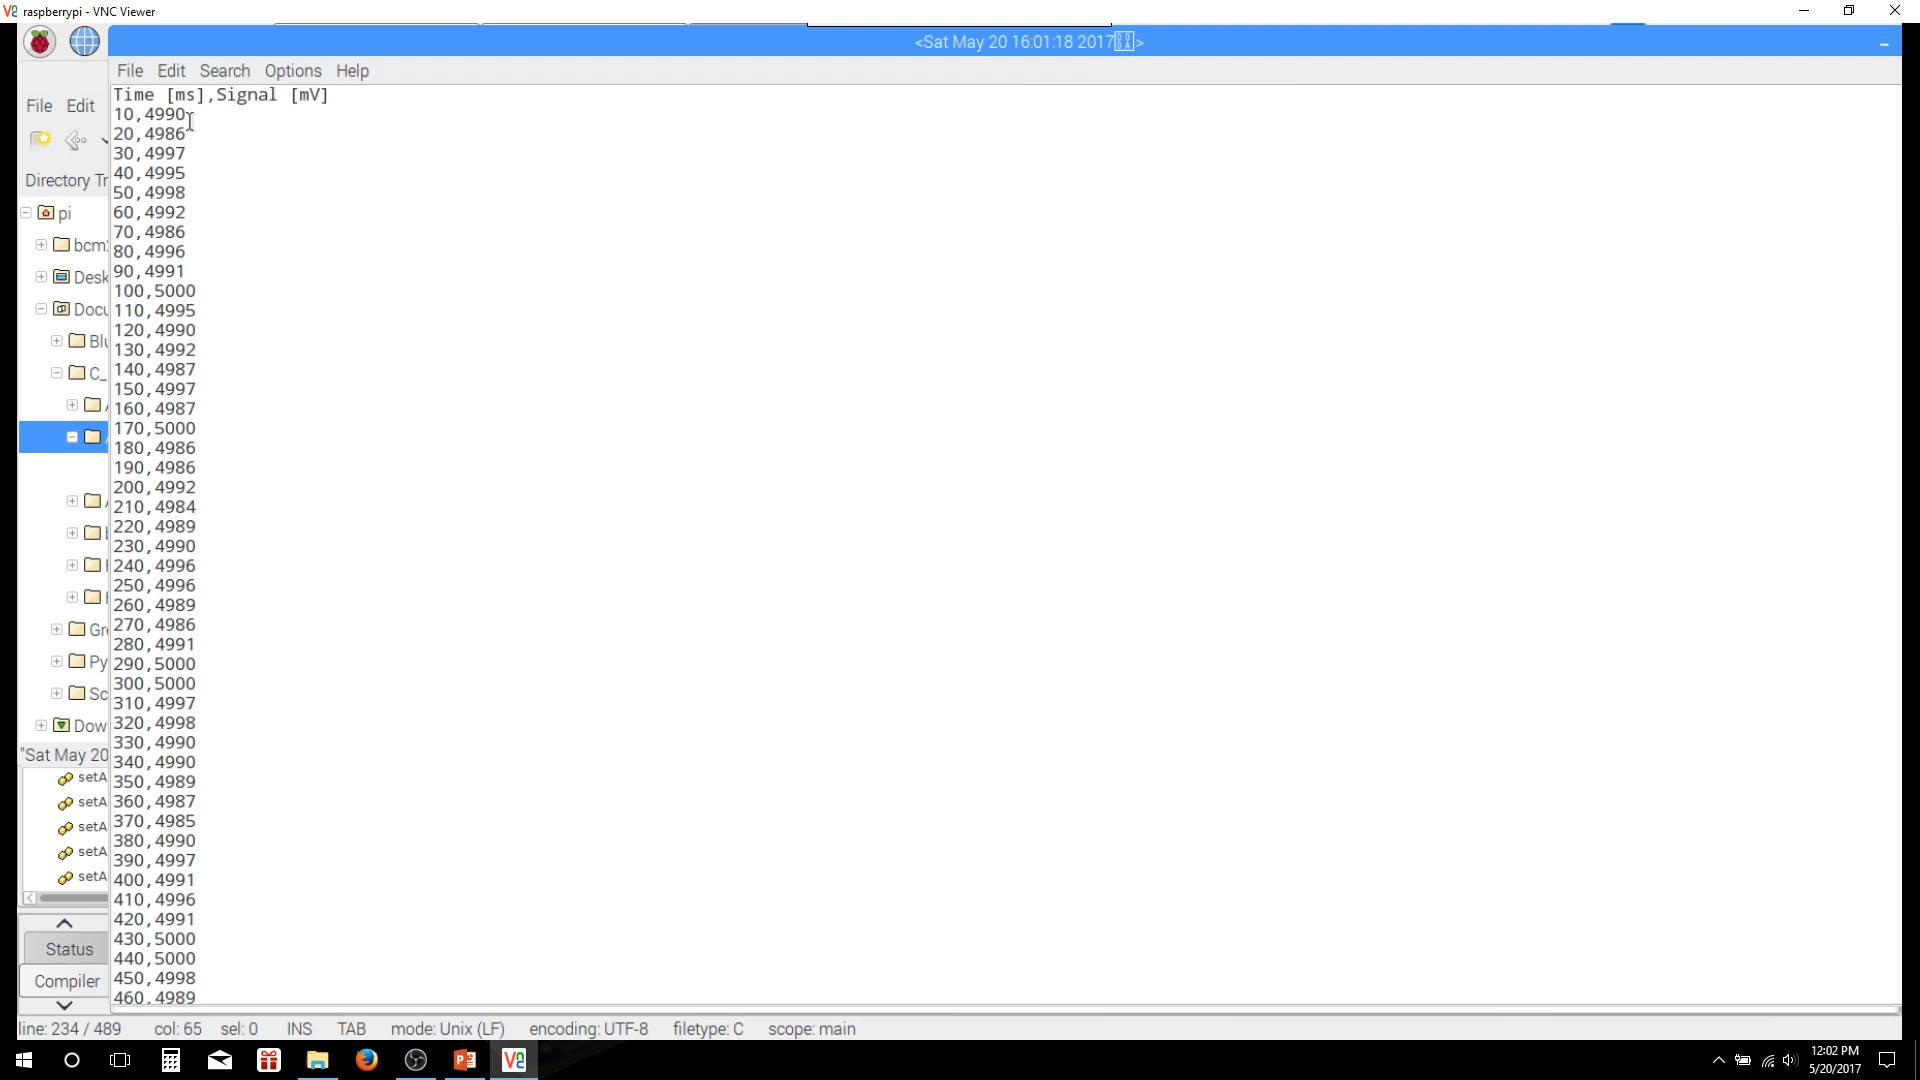 raspberrypi - VNC Viewer
<Sat May 20 16:01:18 2017>
File Edit Search Options Help
Time [ms],Signal [mV]
10,4990
20,4986
30,4997
40,4995
50,4998
60,4992
70,4986
80,4996
90,4991
100,5000
110,4995
120,4990
130,4992
140,4987
150,4997
160,4987
170,5000
180,4986
190,4986
200,4992
210,4984
220,4989
230,4990
240,4996
250,4996
260,4989
270,4986
280,4991
290,5000
300,5000
310,4997
320,4998
330,4990
340,4990
350,4989
360,4987
370,4985
380,4990
390,4997
400,4991
410,4996
420,4991
430,5000
440,5000
450,4998
460,4989
File Edit
Directory Tr
pi
bcm
Desk
Docu
Blu
C_
Gr
Py
Sc
Dow
"Sat May 20
setA
setA
setA
setA
setA
Status
Compiler
line: 234 / 489 col: 65 sel: 0 INS TAB mode: Unix (LF) encoding: UTF-8 filetype: C scope: main
12:02 PM
5/20/2017